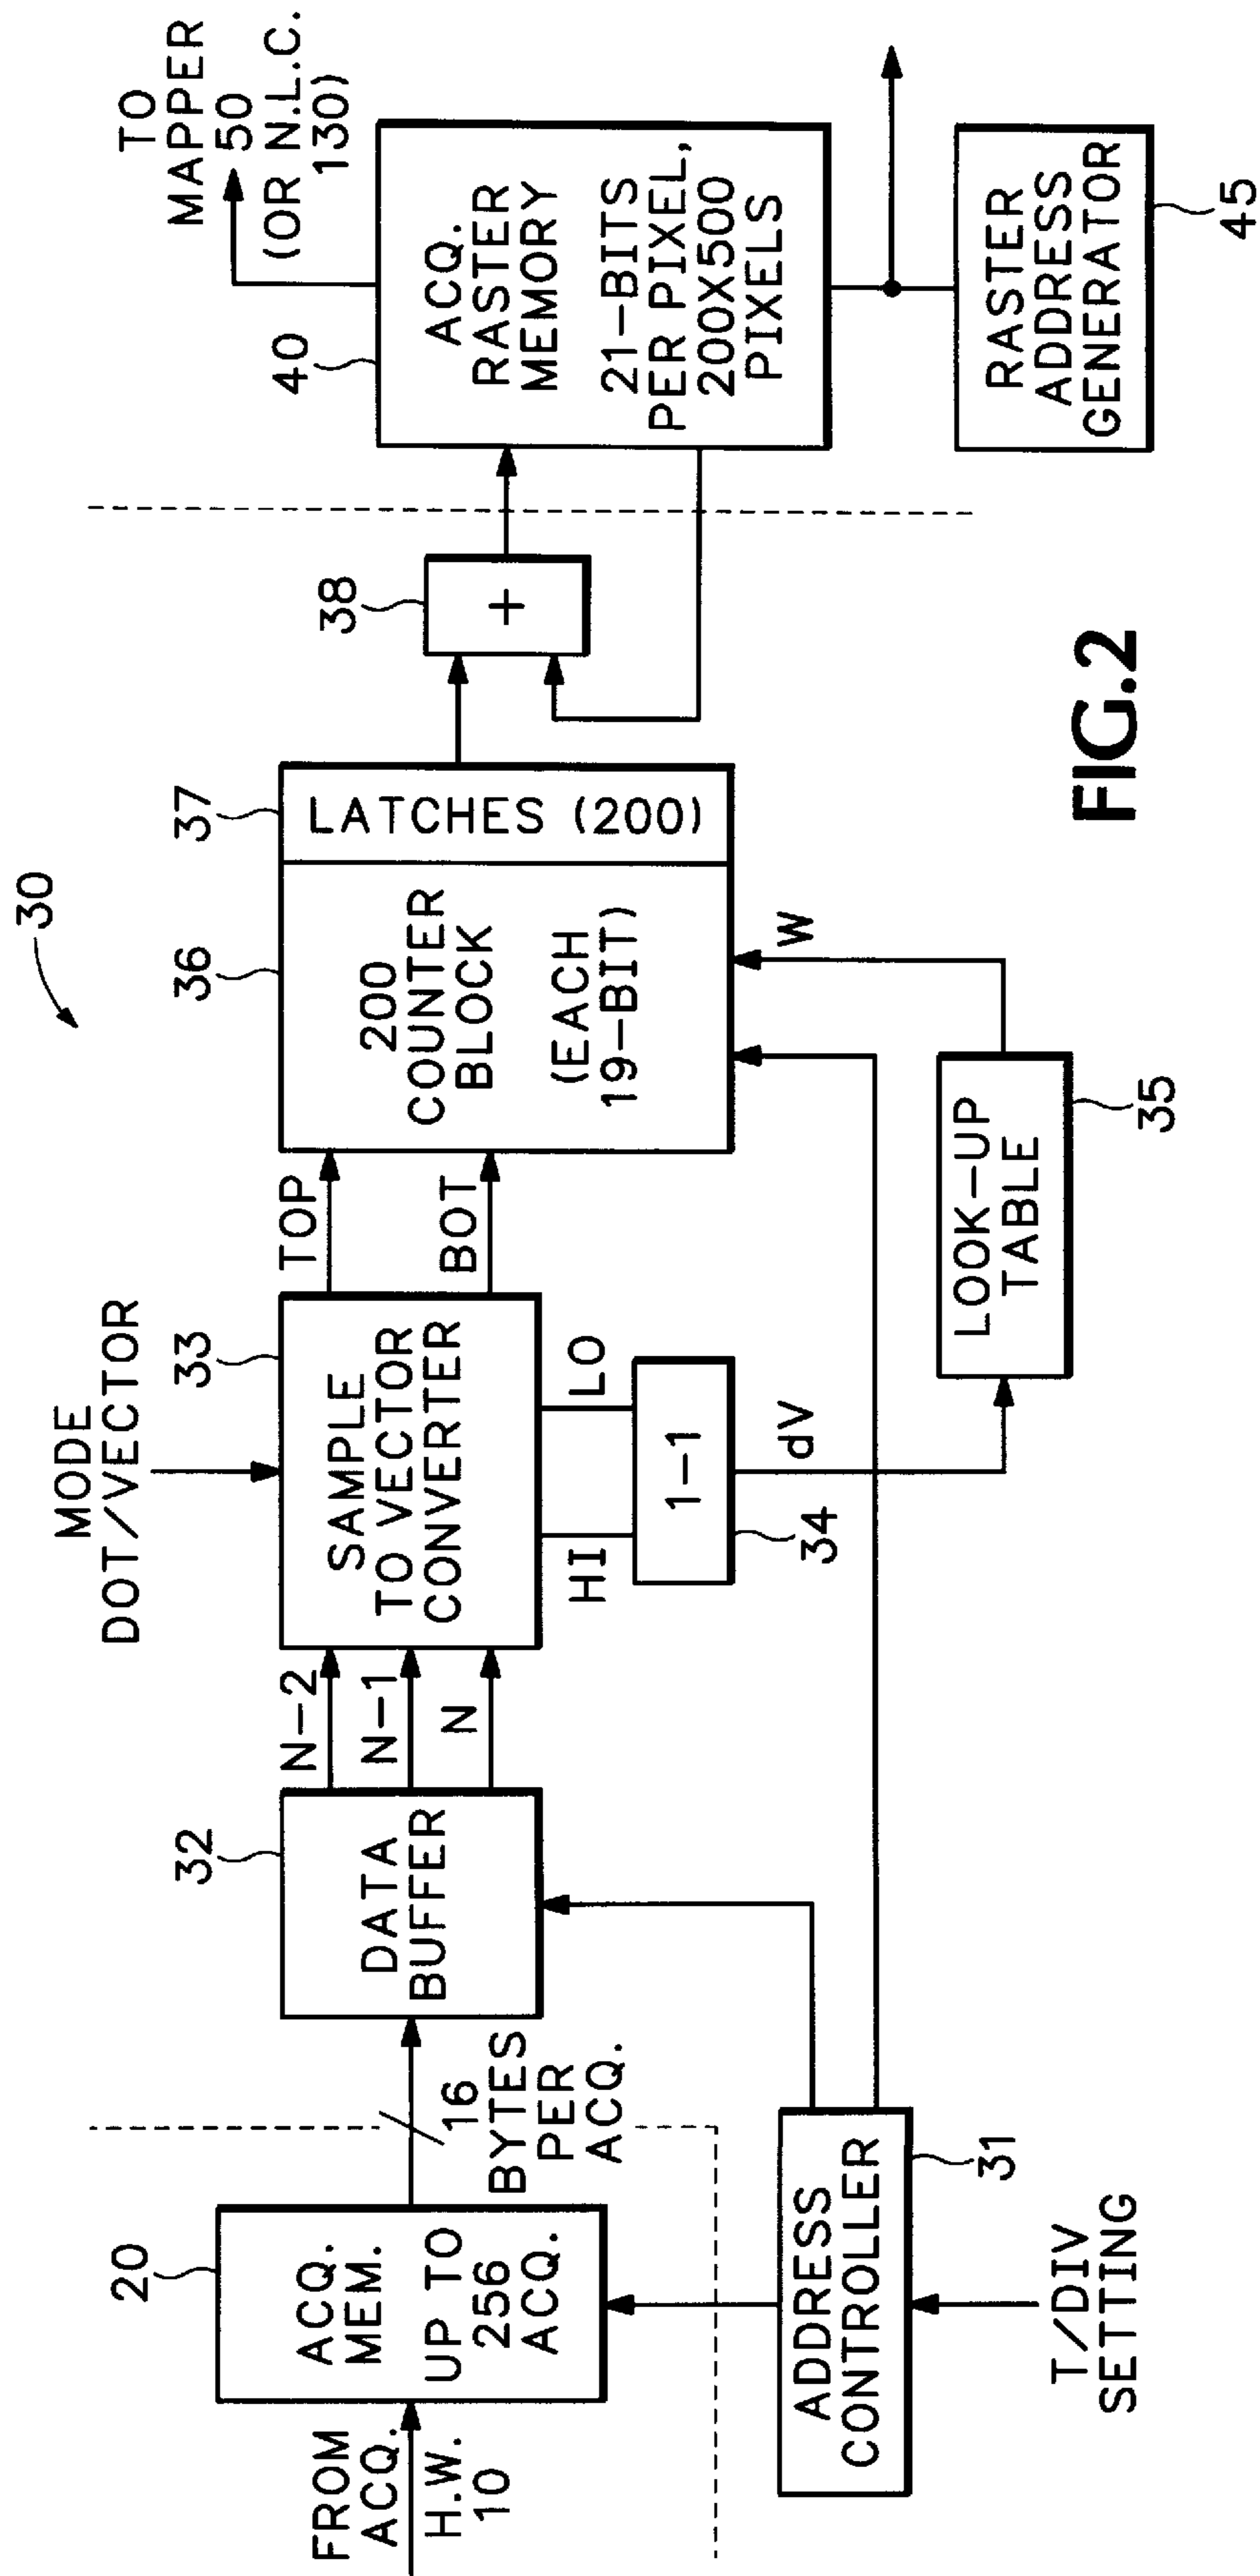 30
FROM
ACQ.
H.W.
10
20
ACQ.
MEM.
UP TO
256
ACQ.
16
BYTES
PER
ACQ.
T/DIV
SETTING
ADDRESS
CONTROLLER
31
32
DATA
BUFFER
N-2
N-1
N
MODE
DOT/VECTOR
33
SAMPLE
TO VECTOR
CONVERTER
HI
LO
1-1
34
dV
TOP
BOT
LOOK-UP
TABLE
35
W
36
200
COUNTER
BLOCK
(EACH
19-BIT)
37
LATCHES (200)
38
+
40
ACQ.
RASTER
MEMORY
21-BITS
PER PIXEL,
200X500
PIXELS
TO
MAPPER
50
(OR N.L.C.
130)
RASTER
ADDRESS
GENERATOR
45
FIG.2